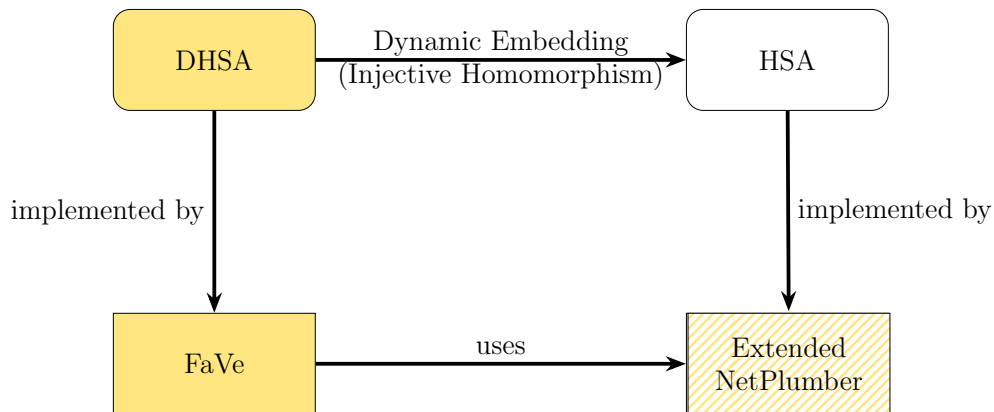 DHSA
Dynamic Embedding
(Injective Homomorphism)
HSA
implemented by
implemented by
FaVe
uses
Extended
NetPlumber